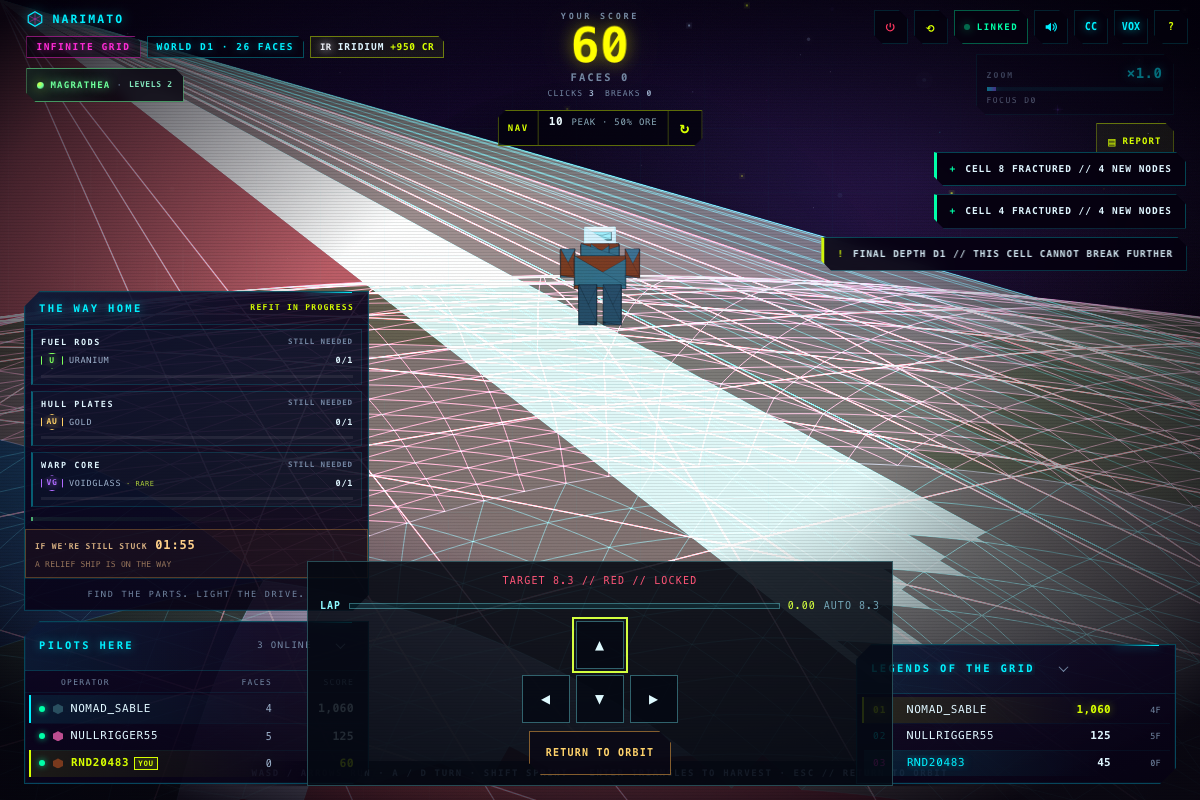 NARIMATO
INFINITE GRID
WORLD D1 · 26 FACES
IR IRIDIUM +950 CR
MAGRATHEA · LEVELS 2
YOUR SCORE
60
FACES 0
CLICKS 3 BREAKS 0
NAV
10 PEAK · 50% ORE
↻
LINKED
CC
VOX
?
ZOOM ×1.0
FOCUS D0
REPORT
+ CELL 8 FRACTURED // 4 NEW NODES
+ CELL 4 FRACTURED // 4 NEW NODES
! FINAL DEPTH D1 // THIS CELL CANNOT BREAK FURTHER
THE WAY HOME REFIT IN PROGRESS
FUEL RODS STILL NEEDED
U URANIUM 0/1
HULL PLATES STILL NEEDED
AU GOLD 0/1
WARP CORE STILL NEEDED
VG VOIDGLASS · RARE 0/1
IF WE'RE STILL STUCK 01:55
A RELIEF SHIP IS ON THE WAY
FIND THE PARTS. LIGHT THE DRIVE.
PILOTS HERE 3 ONLINE
OPERATOR FACES SCORE
NOMAD_SABLE 4 1,060
NULLRIGGER55 5 125
RND20483 YOU 0 60
TARGET 8.3 // RED // LOCKED
LAP 0.00 AUTO 8.3
▲
◀ ▼ ▶
RETURN TO ORBIT
LEGENDS OF THE GRID
01 NOMAD_SABLE 1,060 4F
02 NULLRIGGER55 125 5F
03 RND20483 45 0F